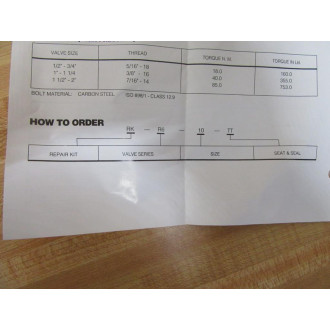 VALVE SIZE THREAD TORQUE N. M. TORQUE IN LB.
1/2" - 3/4" 5/16" - 18 18.0 160.0
1" - 1 1/4 3/8" - 16 40.0 355.0
1 1/2" - 2" 7/16" - 14 85.0
BOLT MATERIAL: CARBON STEEL ISO 898/1 - CLASS 12.9
HOW TO ORDER
RK - - 10 - TT
REPAIR KIT VALVE SERIES SIZE SEAT & SEAL